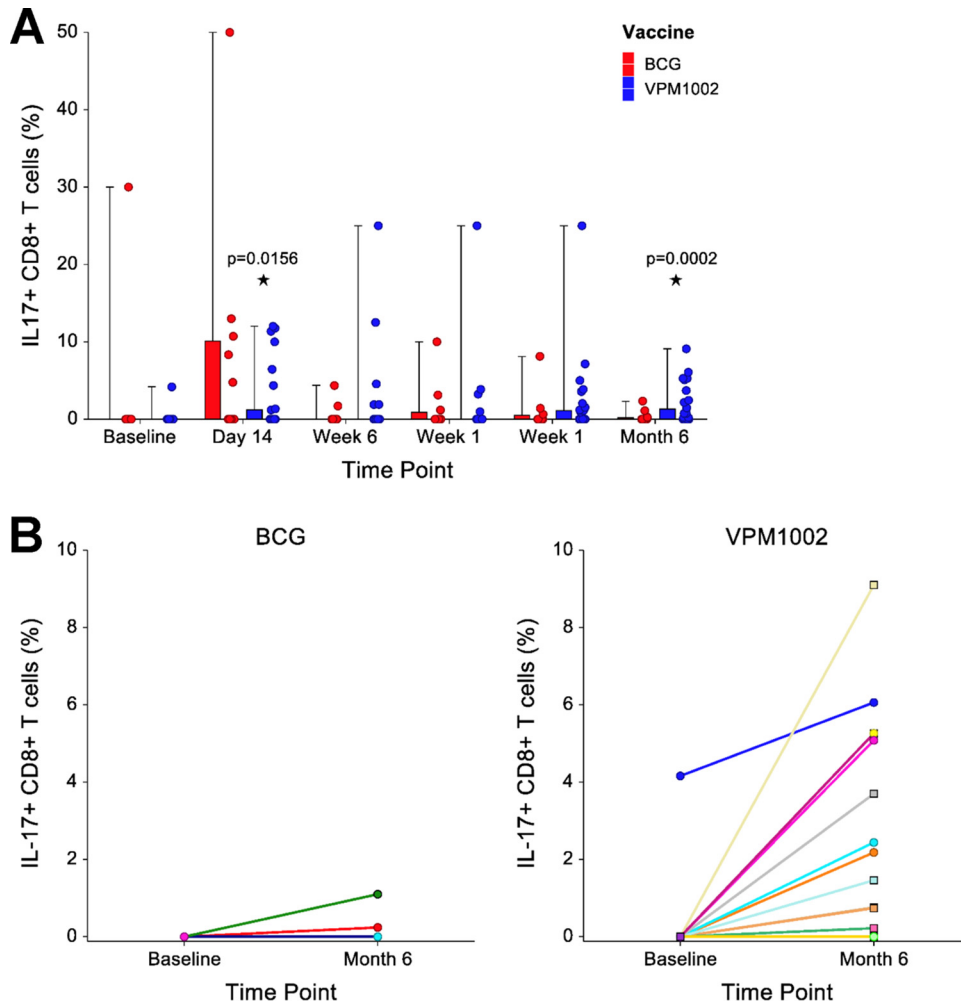 A
IL17+ CD8+ T cells (%)
50
40
30
20
10
0
Vaccine
BCG
VPM1002
p=0.0156
p=0.0002
Baseline
Day 14
Week 6
Week 1
Week 1
Month 6
Time Point
B
BCG
IL-17+ CD8+ T cells (%)
10
8
6
4
2
0
Baseline
Month 6
Time Point
VPM1002
IL-17+ CD8+ T cells (%)
10
8
6
4
2
0
Baseline
Month 6
Time Point